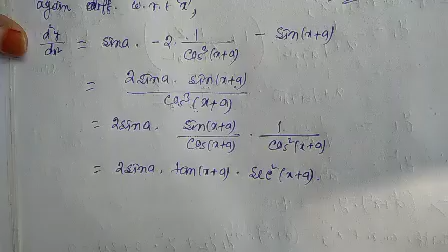 again diff. w.r.t 'x',
d²y/dx² = sina · -2 · 1/cos³(x+a) - sin(x+a)
= 2sina · sin(x+a)/cos³(x+a)
= 2sina · sin(x+a)/cos(x+a) · 1/cos²(x+a)
= 2sina · tan(x+a) · sec²(x+a).